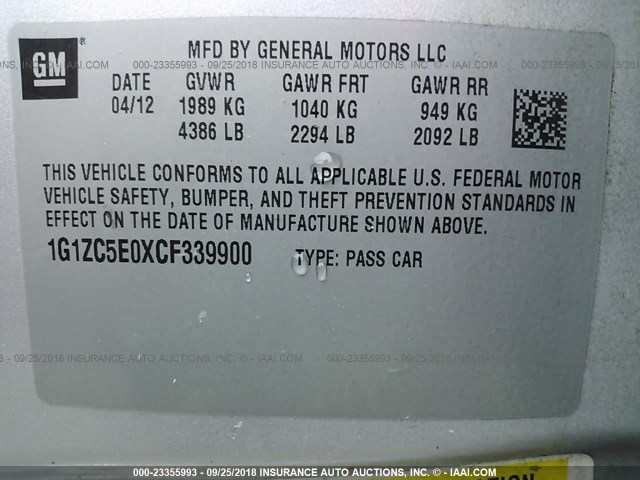 GM
MFD BY GENERAL MOTORS LLC
DATE GVWR GAWR FRT GAWR RR
04/12 1989 KG 1040 KG 949 KG
4386 LB 2294 LB 2092 LB
THIS VEHICLE CONFORMS TO ALL APPLICABLE U.S. FEDERAL MOTOR
VEHICLE SAFETY, BUMPER, AND THEFT PREVENTION STANDARDS IN
EFFECT ON THE DATE OF MANUFACTURE SHOWN ABOVE.
1G1ZC5E0XCF339900 TYPE: PASS CAR
000-23355993 - 09/25/2018 INSURANCE AUTO AUCTIONS, INC. © - IAAI.COM